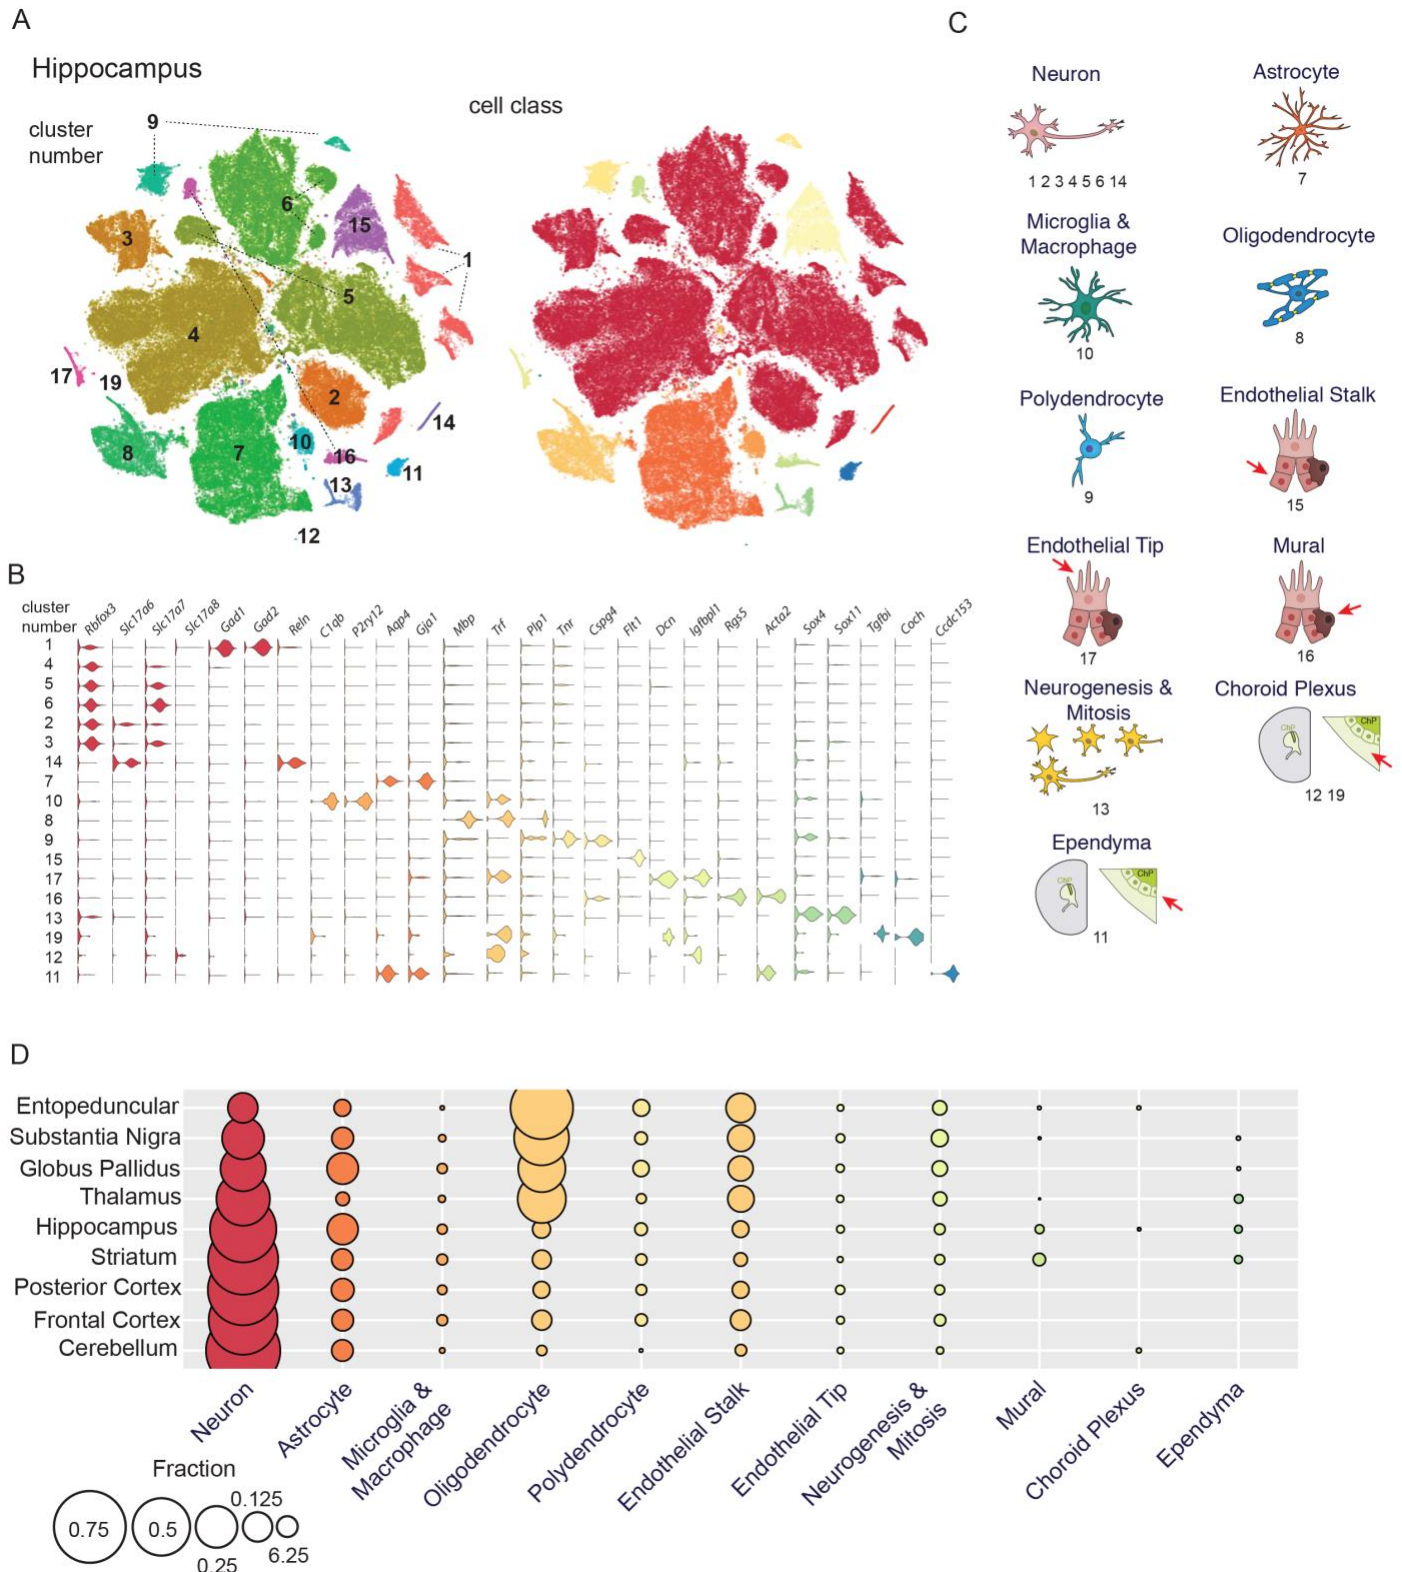 A
Hippocampus
cluster
number
cell class
9
6
15
3
1
5
4
17
19
2
14
8
7
10
16
11
13
12
C
Neuron
1 2 3 4 5 6 14
Astrocyte
7
Microglia &
Macrophage
10
Oligodendrocyte
8
Polydendrocyte
9
Endothelial Stalk
15
Endothelial Tip
17
Mural
16
Neurogenesis &
Mitosis
13
Choroid Plexus
ChP
ChP
12 19
Ependyma
ChP
ChP
11
B
cluster
number
Rbfox3
Slc17a6
Slc17a7
Slc17a8
Gad1
Gad2
Reln
C1qb
P2ry12
Aqp4
Gja1
Mbp
Trf
Plp1
Tnr
Cspg4
Flt1
Dcn
Igfbpl1
Rgs5
Acta2
Sox4
Sox11
Tgfbi
Coch
Ccdc153
1
4
5
6
2
3
14
7
10
8
9
15
17
16
13
19
12
11
D
Entopeduncular
Substantia Nigra
Globus Pallidus
Thalamus
Hippocampus
Striatum
Posterior Cortex
Frontal Cortex
Cerebellum
Neuron
Astrocyte
Microglia &
Macrophage
Oligodendrocyte
Polydendrocyte
Endothelial Stalk
Endothelial Tip
Neurogenesis &
Mitosis
Mural
Choroid Plexus
Ependyma
Fraction
0.75
0.5
0.25
0.125
6.25